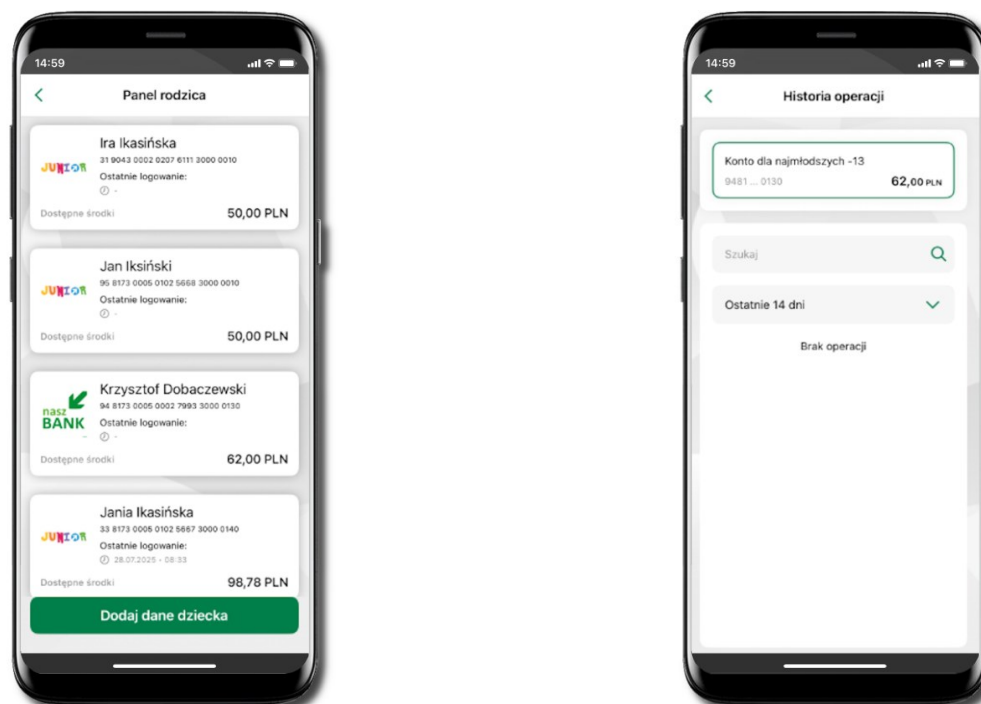 14:59
Panel rodzica
JUNIOR
Ira Ikasińska
31 9043 0002 0207 6111 3000 0010
Ostatnie logowanie:
-
Dostępne środki 50,00 PLN
JUNIOR
Jan Iksiński
95 8173 0005 0102 5668 3000 0010
Ostatnie logowanie:
-
Dostępne środki 50,00 PLN
nasz
BANK
Krzysztof Dobaczewski
94 8173 0005 0002 7993 3000 0130
Ostatnie logowanie:
-
Dostępne środki 62,00 PLN
JUNIOR
Jania Ikasińska
33 8173 0005 0102 5667 3000 0140
Ostatnie logowanie:
28.07.2025 - 08:33
Dostępne środki 98,78 PLN
Dodaj dane dziecka
14:59
Historia operacji
Konto dla najmłodszych -13
9481 ... 0130 62,00 PLN
Szukaj
Ostatnie 14 dni
Brak operacji